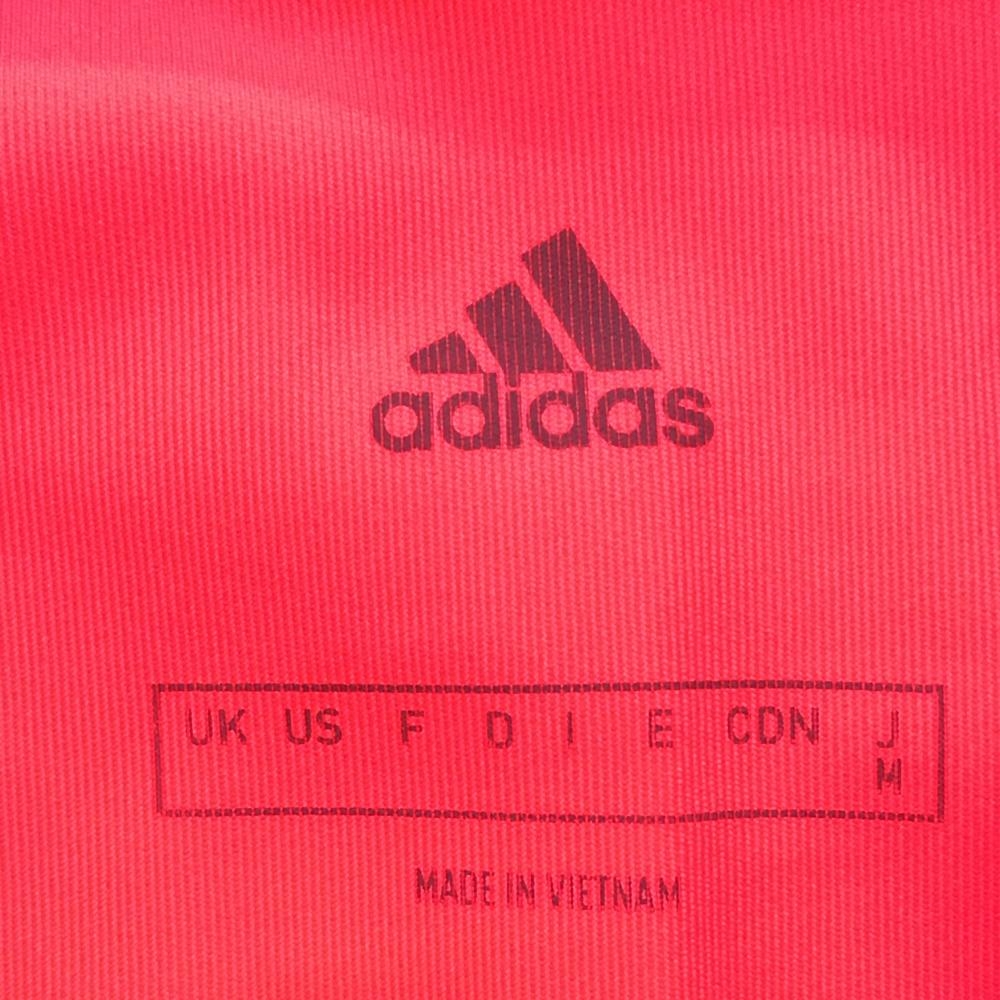 adidas
UK US F D I E CDN J
M
MADE IN VIETNAM